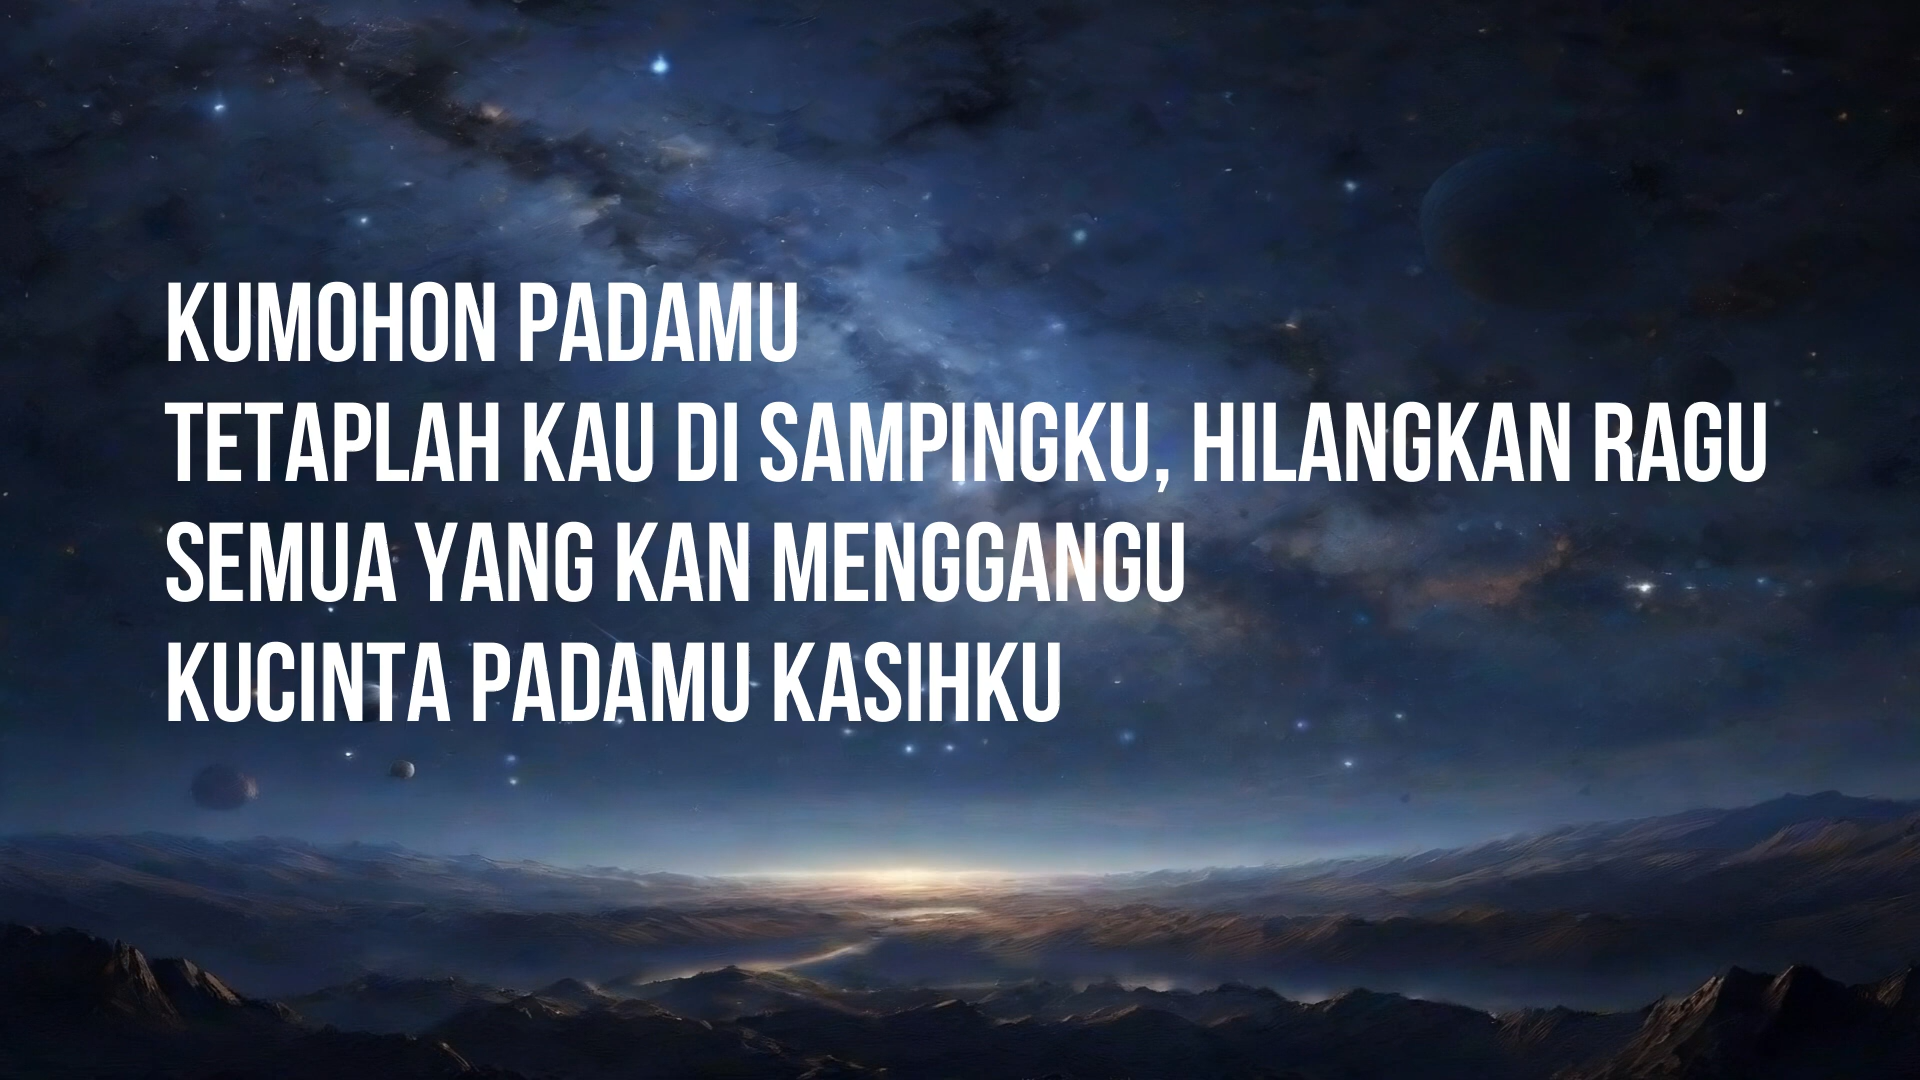 KUMOHON PADAMU
TETAPLAH KAU DI SAMPINGKU, HILANGKAN RAGU
SEMUA YANG KAN MENGGANGU
KUCINTA PADAMU KASIHKU